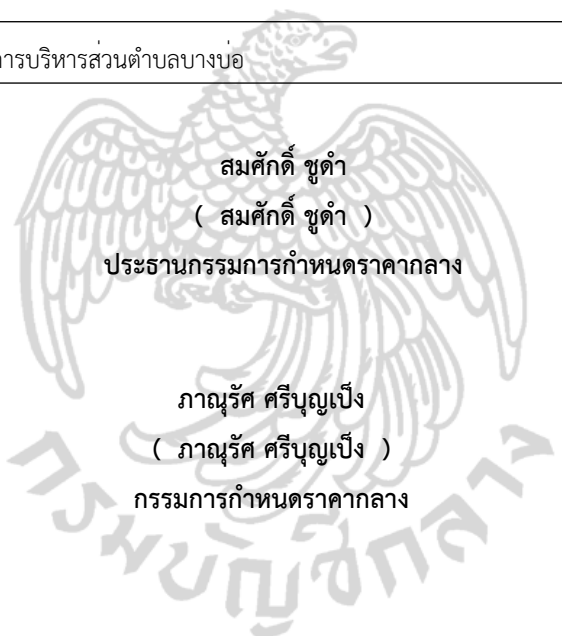 การบริหารส่วนตำบลบางบ่อ
สมศักดิ์ ชูดำ
( สมศักดิ์ ชูดำ )
ประธานกรรมการกำหนดราคากลาง
ภาณุรัศ ศรีบุญเป็ง
( ภาณุรัศ ศรีบุญเป็ง )
กรรมการกำหนดราคากลาง
กรมบัญชีกลาง